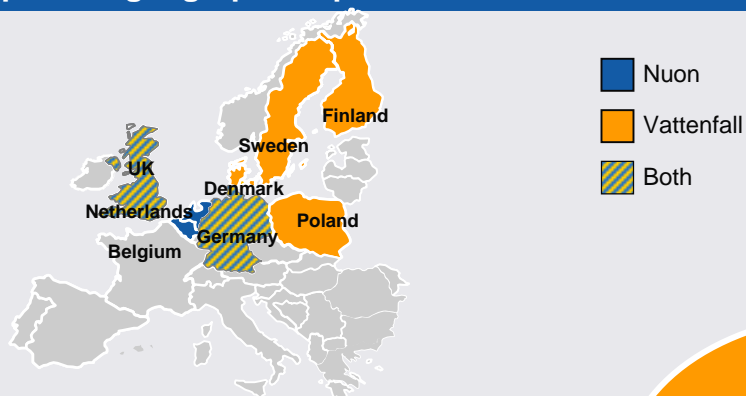 Nuon
Finland
Vattenfall
Sweden
UK
Both
Denmark
Netherlands
Poland
Germany
Belgium